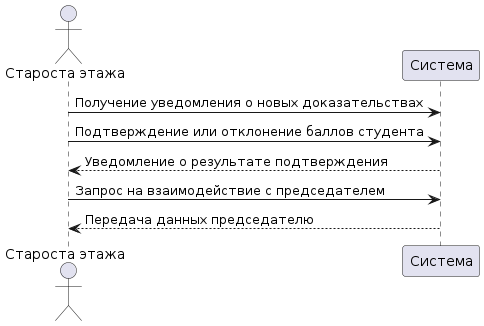 Староста этажа
Система
Получение уведомления о новых доказательствах
Подтверждение или отклонение баллов студента
Уведомление о результате подтверждения
Запрос на взаимодействие с председателем
Передача данных председателю
Староста этажа
Система